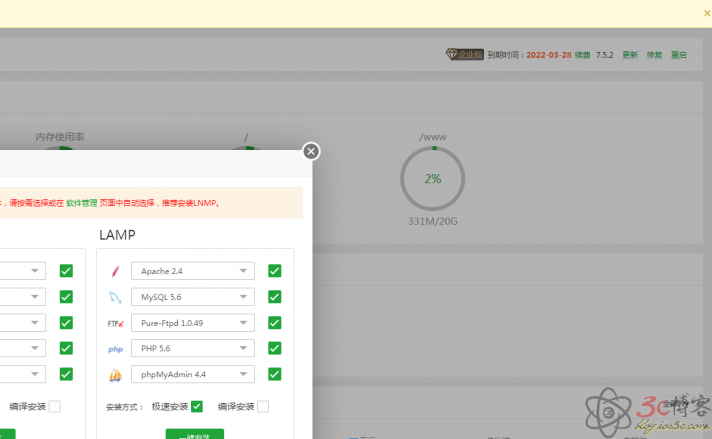 企业版 到期时间：2022-03-28 续费 7.5.2 更新 修复 重启
内存使用率
/
/www
2%
331M/20G
，请按需选择或在 软件管理 页面中自动选择，推荐安装LNMP。
LAMP
Apache 2.4
MySQL 5.6
FTP
Pure-Ftpd 1.0.49
php
PHP 5.6
phpMyAdmin 4.4
编译安装
安装方式：
极速安装
编译安装
一键安装
3c博客